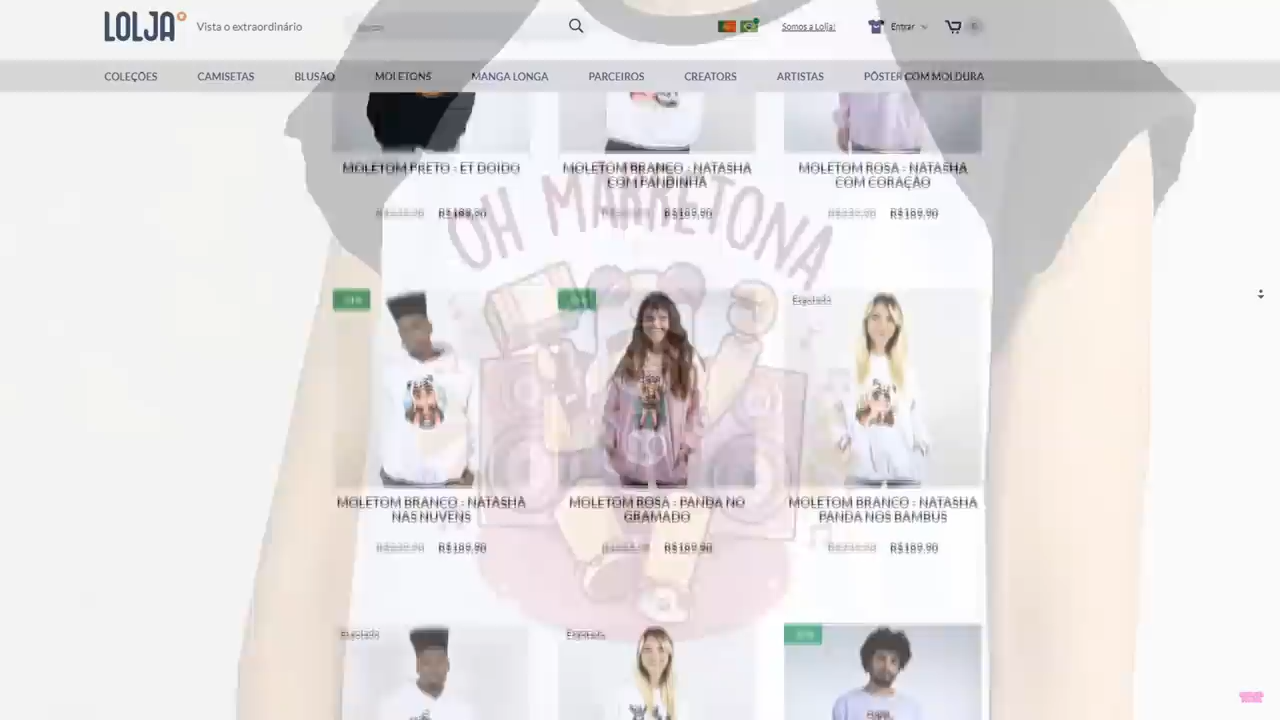 LOLJA
Vista o extraordinário
Somos a Lolja!
Entrar
COLEÇÕES
CAMISETAS
BLUSÃO
MOLETONS
MANGA LONGA
PARCEIROS
CREATORS
ARTISTAS
PÔSTER COM MOLDURA
MOLETOM PRETO - ET DOIDO
MOLETOM BRANCO - NATASHA
COM PANDINHA
MOLETOM ROSA - NATASHA
COM CORAÇÃO
R$189,90
R$189,90
R$189,90
OH MARRETONA
Esgotado
MOLETOM BRANCO - NATASHA
NAS NUVENS
MOLETOM ROSA - PANDA NO
GRAMADO
MOLETOM BRANCO - NATASHA
PANDA NOS BAMBUS
R$189,90
R$189,90
R$189,90
Esgotado
Esgotado